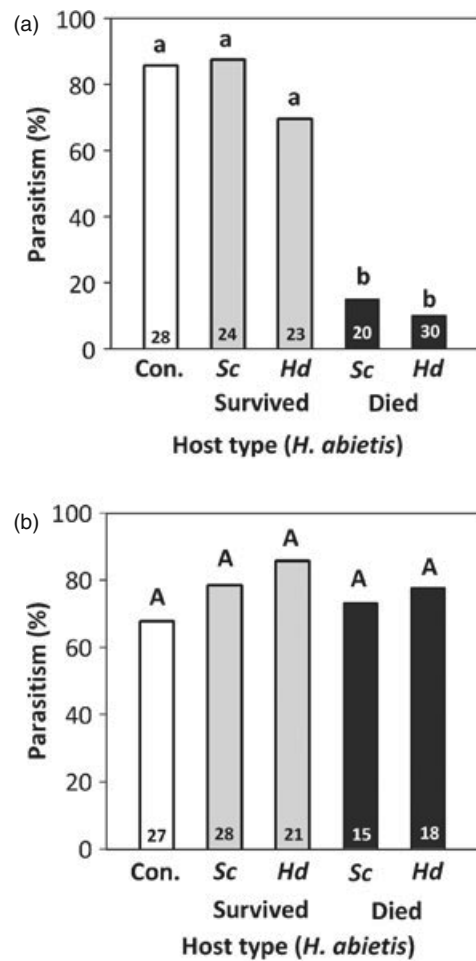 (a)
100
80
60
40
20
0
Parasitism (%)
a a a b b
28 24 23 20 30
Con. Sc Hd Sc Hd
Survived Died
Host type (H. abietis)
(b)
100
80
60
40
20
0
Parasitism (%)
A A A A A
27 28 21 15 18
Con. Sc Hd Sc Hd
Survived Died
Host type (H. abietis)